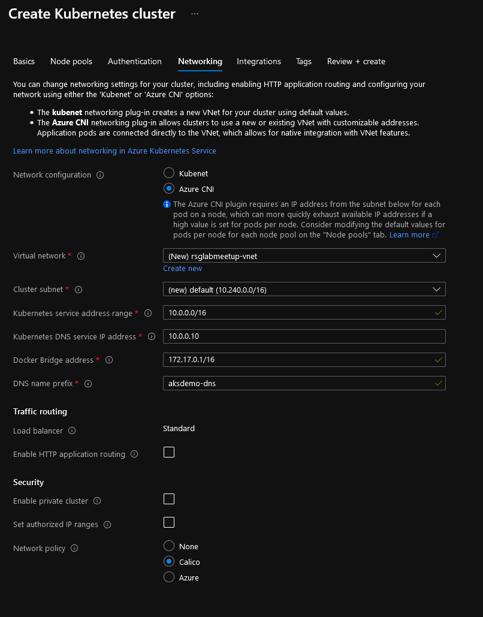 Create Kubernetes cluster ...
Basics Node pools Authentication Networking Integrations Tags Review + create
You can change networking settings for your cluster, including enabling HTTP application routing and configuring your
network using either the 'Kubenet' or 'Azure CNI' options:
• The kubenet networking plug-in creates a new VNet for your cluster using default values.
• The Azure CNI networking plug-in allows clusters to use a new or existing VNet with customizable addresses.
Application pods are connected directly to the VNet, which allows for native integration with VNet features.
Learn more about networking in Azure Kubernetes Service
Network configuration
Kubenet
Azure CNI
The Azure CNI plugin requires an IP address from the subnet below for each
pod on a node, which can more quickly exhaust available IP addresses if a
high value is set for pods per node. Consider modifying the default values for
pods per node for each node pool on the "Node pools" tab. Learn more
Virtual network * (New) rsglabmeetup-vnet
Create new
Cluster subnet * (new) default (10.240.0.0/16)
Kubernetes service address range * 10.0.0.0/16
Kubernetes DNS service IP address * 10.0.0.10
Docker Bridge address * 172.17.0.1/16
DNS name prefix * aksdemo-dns
Traffic routing
Load balancer Standard
Enable HTTP application routing
Security
Enable private cluster
Set authorized IP ranges
Network policy
None
Calico
Azure